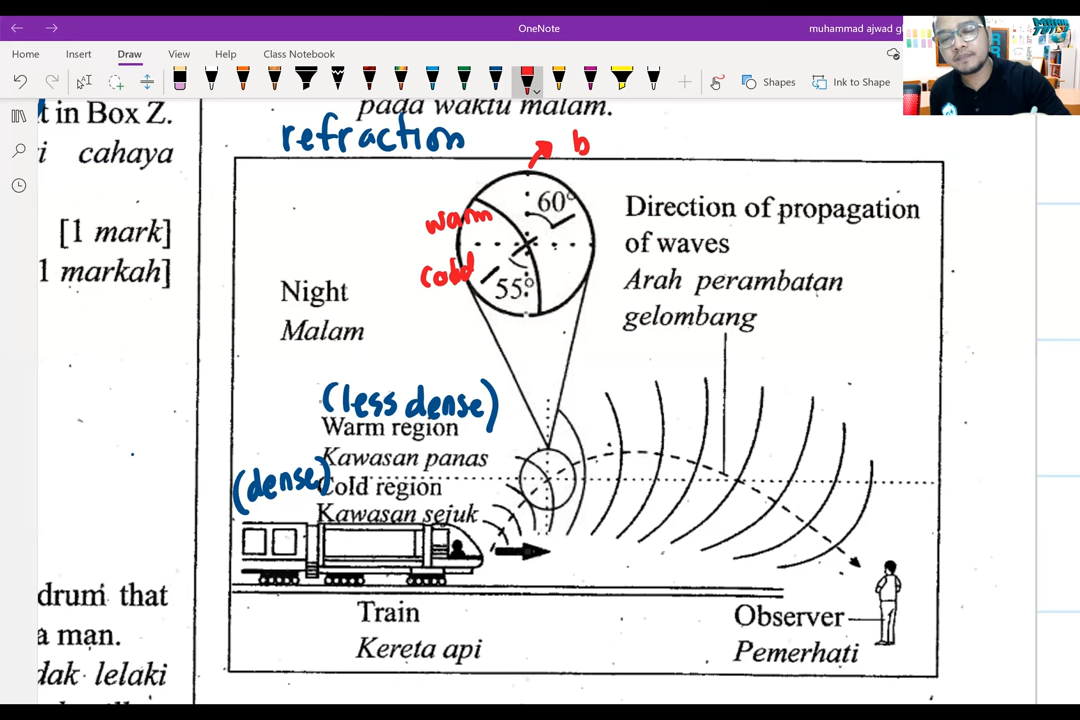 OneNote
muhammad ajwad g
Home Insert Draw View Help Class Notebook
Shapes Ink to Shape
t in Box Z.
i cahaya
[1 mark]
1 markah]
drum that
a man.
dak lelaki
pada waktu malam.
refraction
b
60°
warm
cold
55°
Direction of propagation
of waves
Arah perambatan
gelombang
Night
Malam
(less dense)
Warm region
Kawasan panas
(dense)
Cold region
Kawasan sejuk
Train
Kereta api
Observer
Pemerhati